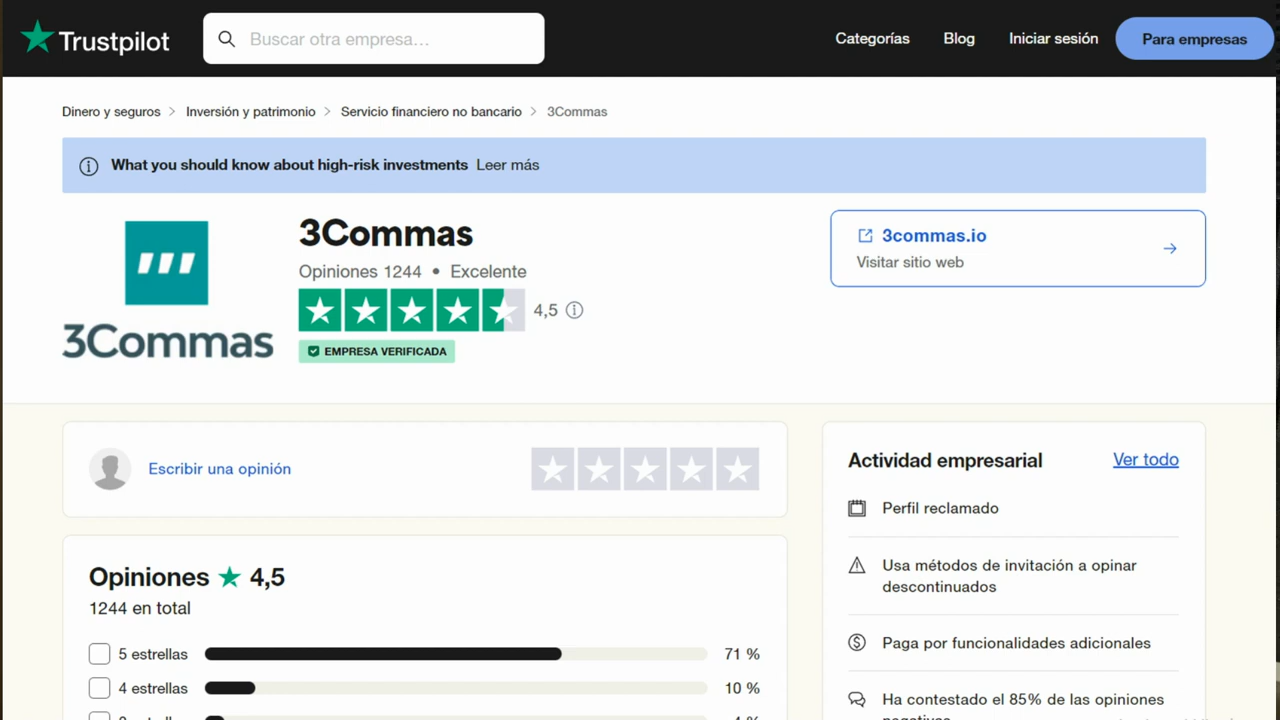 Trustpilot
Buscar otra empresa...
Categorías
Blog
Iniciar sesión
Para empresas
Dinero y seguros > Inversión y patrimonio > Servicio financiero no bancario > 3Commas
What you should know about high-risk investments Leer más
3Commas
3Commas
Opiniones 1244 • Excelente
4,5
EMPRESA VERIFICADA
3commas.io
Visitar sitio web
Escribir una opinión
Opiniones ★ 4,5
1244 en total
5 estrellas 71 %
4 estrellas 10 %
Actividad empresarial
Ver todo
Perfil reclamado
Usa métodos de invitación a opinar
descontinuados
Paga por funcionalidades adicionales
Ha contestado el 85% de las opiniones